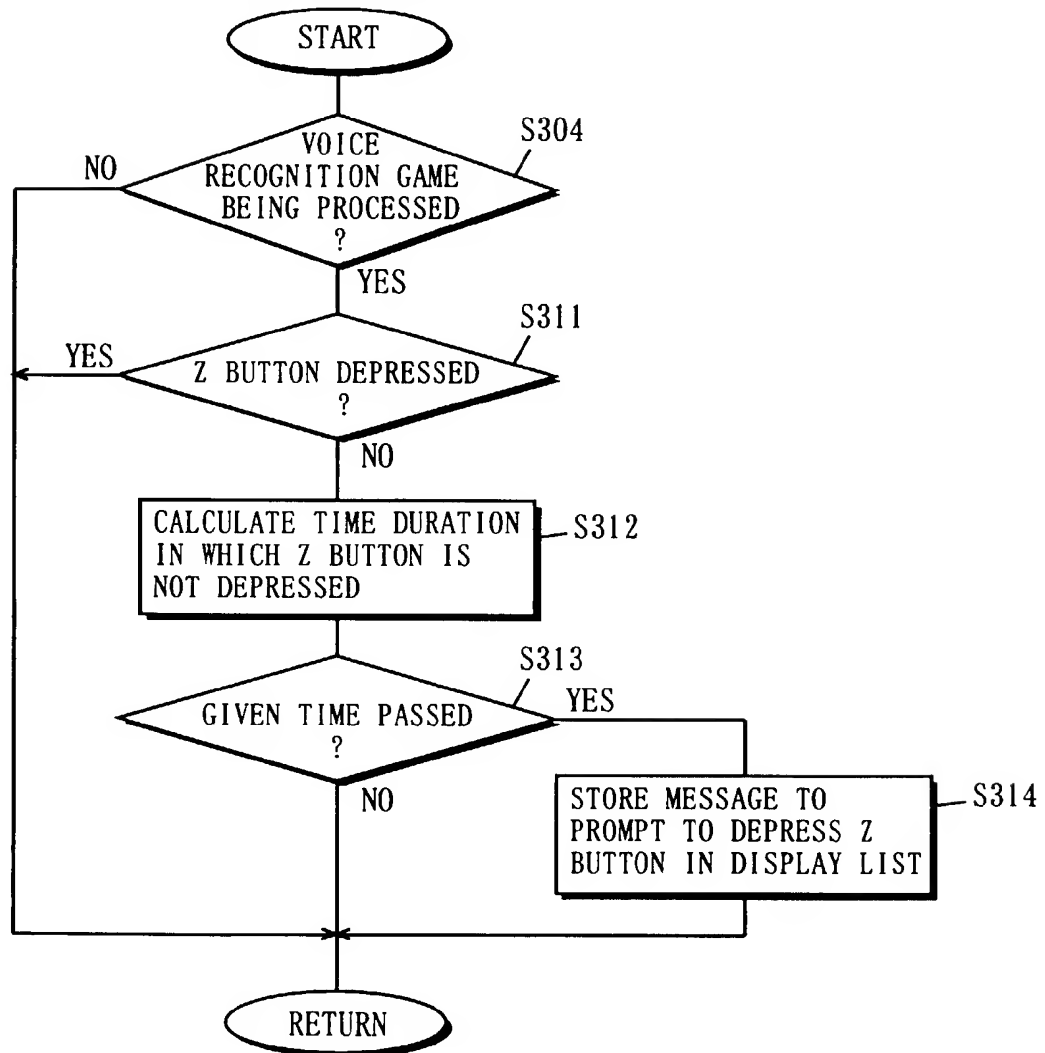 START
S304
VOICE
RECOGNITION GAME
BEING PROCESSED
?
NO
YES
S311
YES
Z BUTTON DEPRESSED
?
NO
CALCULATE TIME DURATION
IN WHICH Z BUTTON IS
NOT DEPRESSED
S312
S313
GIVEN TIME PASSED
?
YES
NO
STORE MESSAGE TO
PROMPT TO DEPRESS Z
BUTTON IN DISPLAY LIST
S314
RETURN